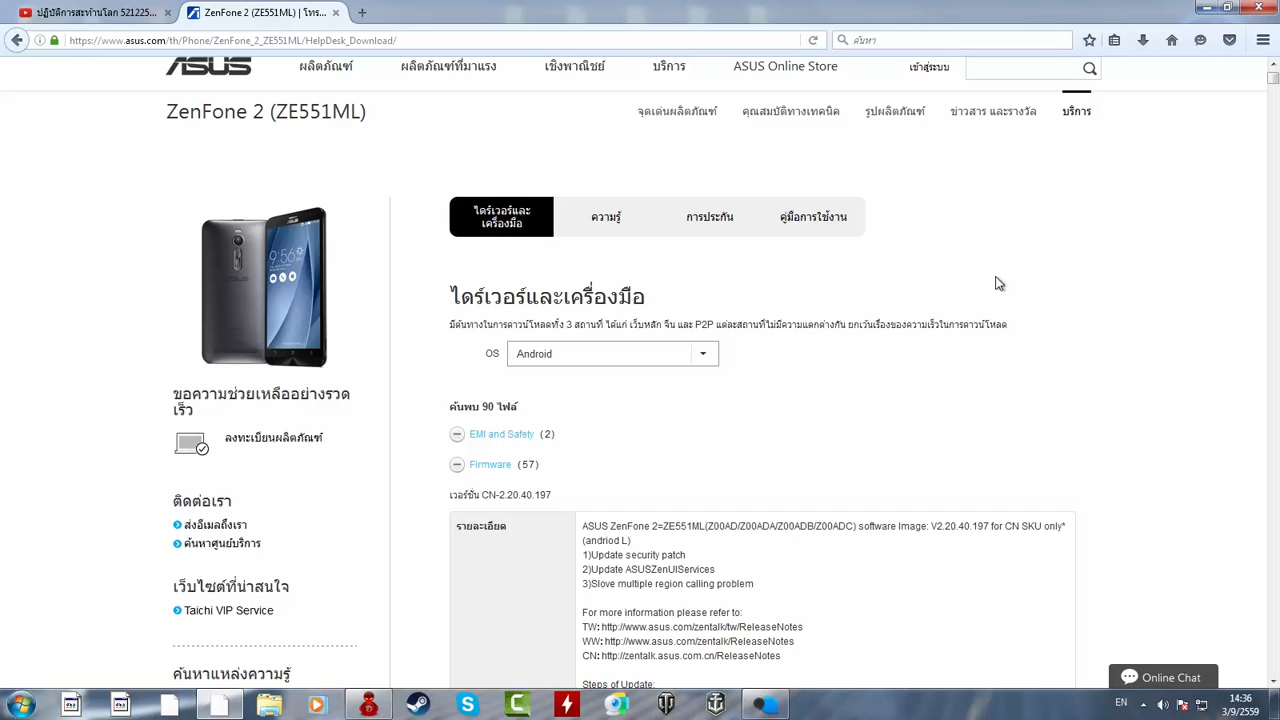 ปฏิบัติการสะท้านโลก 521225...
ZenFone 2 (ZE551ML) | โทร...
https://www.asus.com/th/Phone/ZenFone_2_ZE551ML/HelpDesk_Download/
ค้นหา
ASUS
ผลิตภัณฑ์
ผลิตภัณฑ์ที่มาแรง
เชิงพาณิชย์
บริการ
ASUS Online Store
เข้าสู่ระบบ
ZenFone 2 (ZE551ML)
จุดเด่นผลิตภัณฑ์
คุณสมบัติทางเทคนิค
รูปผลิตภัณฑ์
ข่าวสาร และรางวัล
บริการ
ไดร์เวอร์และ
เครื่องมือ
ความรู้
การประกัน
คู่มือการใช้งาน
9:56
ไดร์เวอร์และเครื่องมือ
มีต้นทางในการดาวน์โหลดทั้ง 3 สถานที่ ได้แก่ เว็บหลัก จีน และ P2P แต่ละสถานที่ไม่มีความแตกต่างกัน ยกเว้นเรื่องของความเร็วในการดาวน์โหลด
OS
Android
ขอความช่วยเหลืออย่างรวด
เร็ว
ลงทะเบียนผลิตภัณฑ์
ติดต่อเรา
ส่งอีเมลถึงเรา
ค้นหาศูนย์บริการ
เว็บไซต์ที่น่าสนใจ
Taichi VIP Service
ค้นหาแหล่งความรู้
ค้นพบ 90 ไฟล์
EMI and Safety (2)
Firmware (57)
เวอร์ชั่น CN-2.20.40.197
รายละเอียด
ASUS ZenFone 2=ZE551ML(Z00AD/Z00ADA/Z00ADB/Z00ADC) software Image: V2.20.40.197 for CN SKU only*
(andriod L)
1)Update security patch
2)Update ASUSZenUIServices
3)Slove multiple region calling problem
For more information please refer to:
TW: http://www.asus.com/zentalk/tw/ReleaseNotes
WW: http://www.asus.com/zentalk/ReleaseNotes
CN: http://zentalk.asus.com.cn/ReleaseNotes
Steps of Update:
Online Chat
EN
14:36
3/9/2559